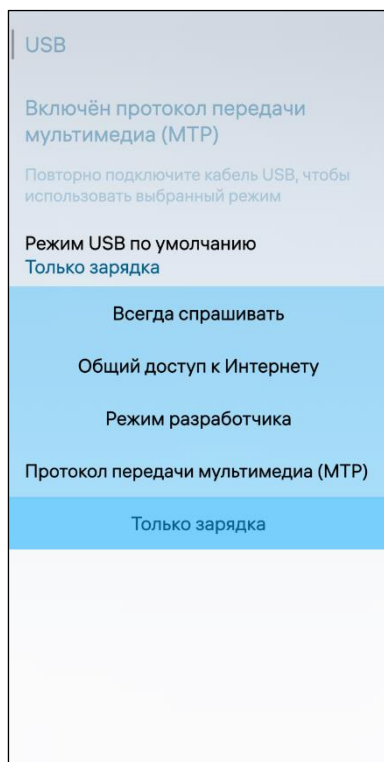 USB
Включён протокол передачи
мультимедиа (MTP)
Повторно подключите кабель USB, чтобы
использовать выбранный режим
Режим USB по умолчанию
Только зарядка
Всегда спрашивать
Общий доступ к Интернету
Режим разработчика
Протокол передачи мультимедиа (MTP)
Только зарядка